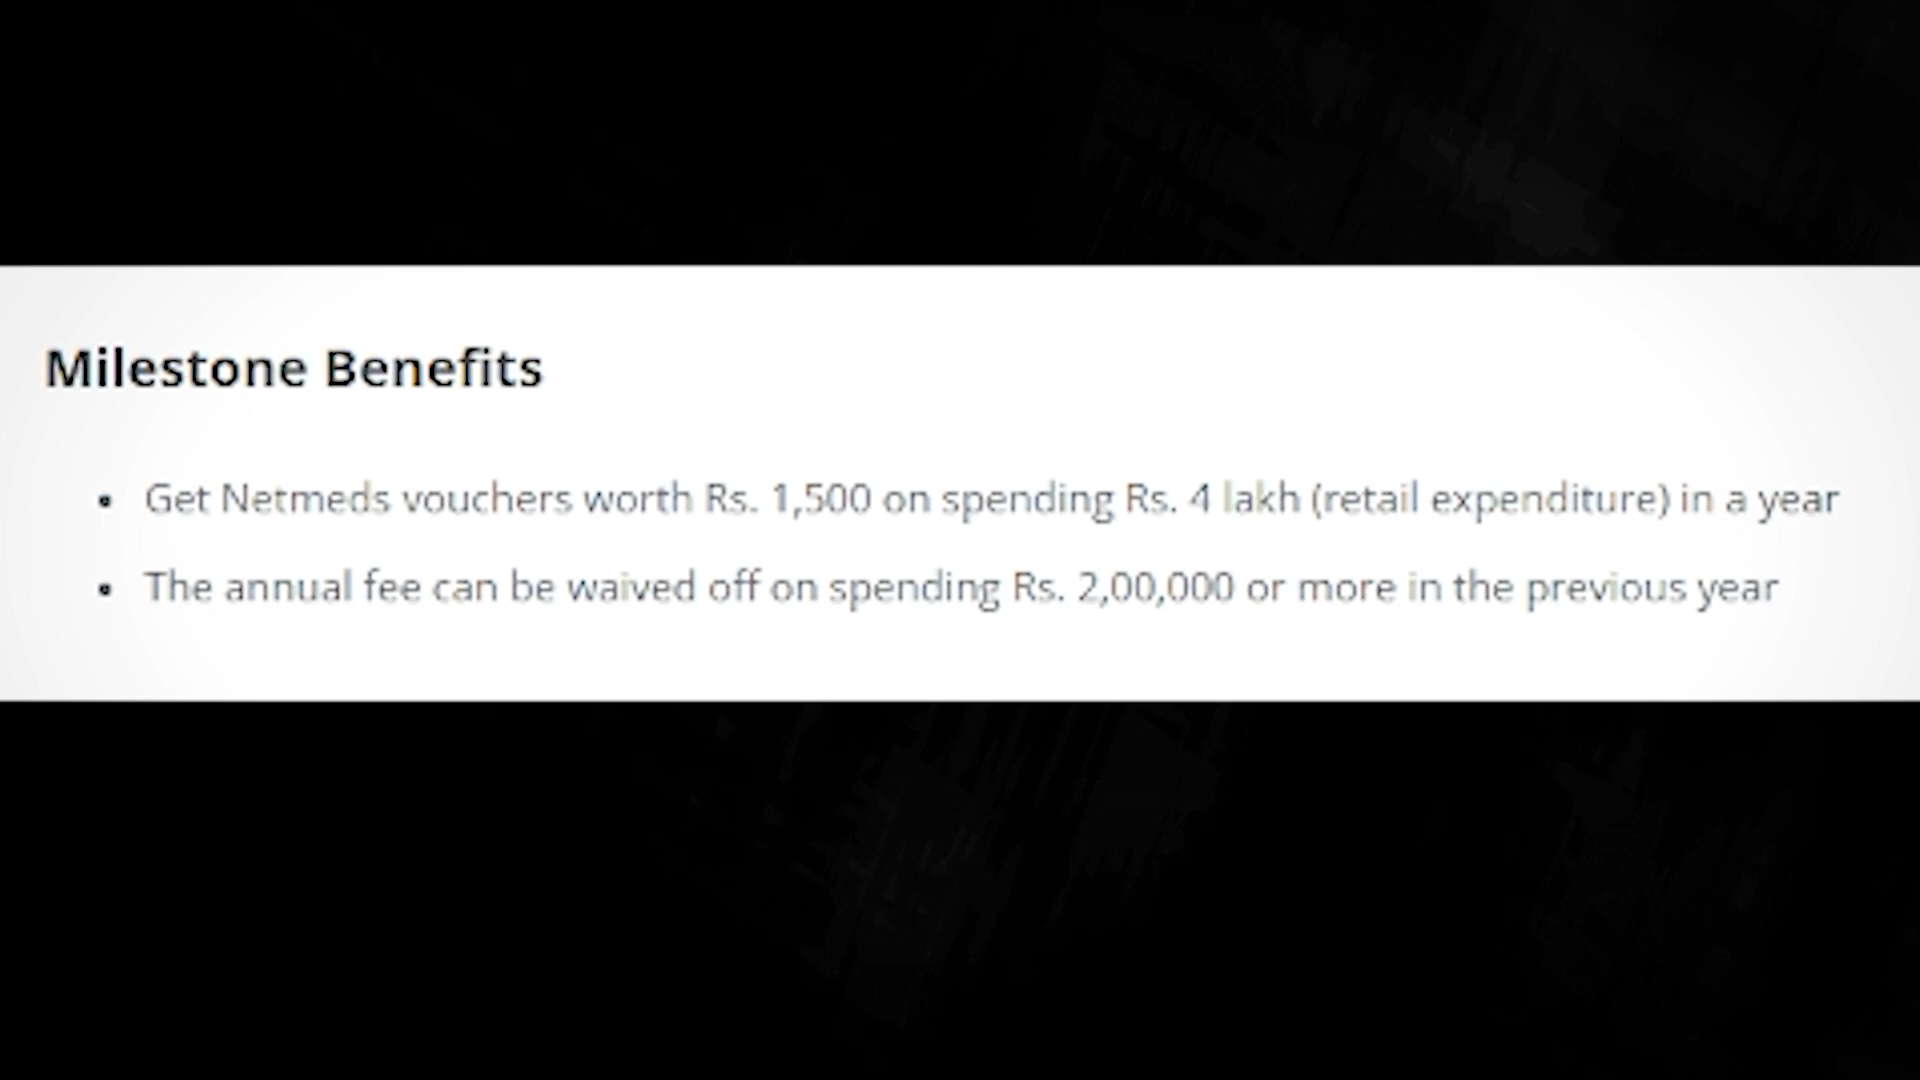 Milestone Benefits
• Get Netmeds vouchers worth Rs. 1,500 on spending Rs. 4 lakh (retail expenditure) in a year
• The annual fee can be waived off on spending Rs. 2,00,000 or more in the previous year